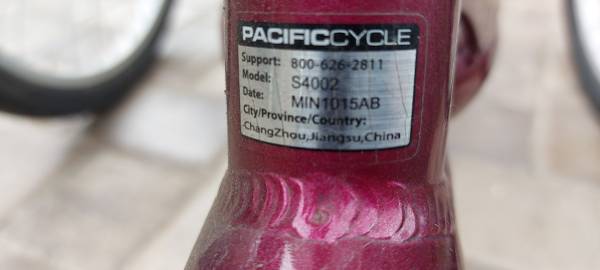 PACIFICCYCLE
Support: 800-626-2811
Model: S4002
Date: MIN1015AB
City/Province/Country:
ChangZhou,Jiangsu,China